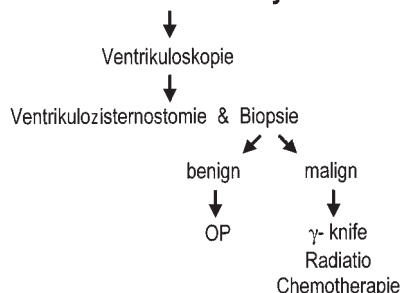 Ventrikuloskopie
Ventrikulozisternostomie & Biopsie
benign malign
OP γ- knife
Radiatio
Chemotherapie